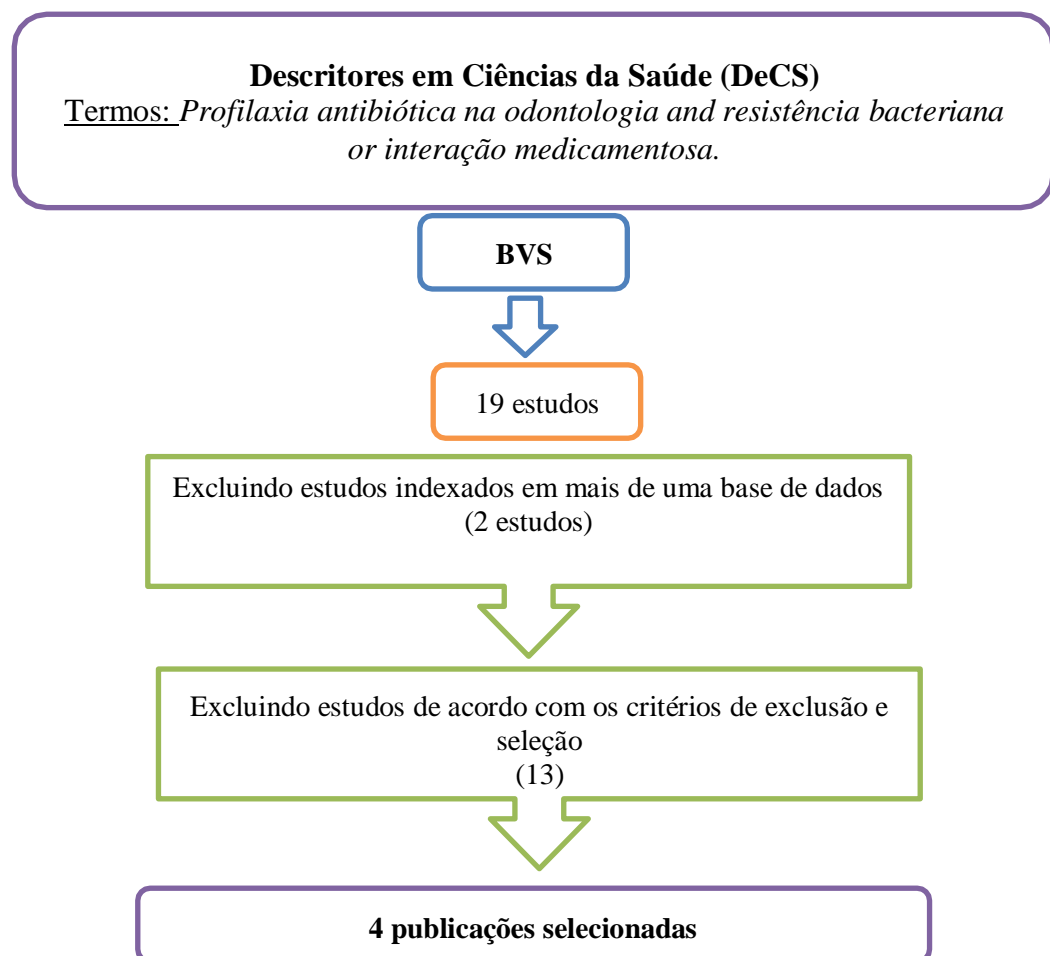 Descritores em Ciências da Saúde (DeCS)
Termos: Profilaxia antibiótica na odontologia and resistência bacteriana
or interação medicamentosa.
BVS
19 estudos
Excluindo estudos indexados em mais de uma base de dados
(2 estudos)
Excluindo estudos de acordo com os critérios de exclusão e
seleção
(13)
4 publicações selecionadas